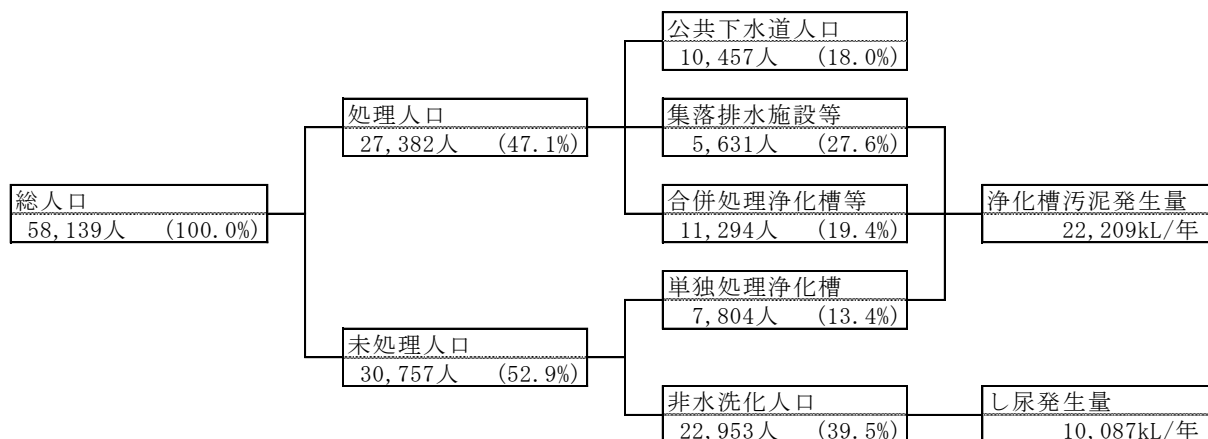 公共下水道人口
10,457人 (18.0%)
処理人口
27,382人 (47.1%)
集落排水施設等
5,631人 (27.6%)
総人口
58,139人 (100.0%)
合併処理浄化槽等
11,294人 (19.4%)
浄化槽汚泥発生量
22,209kL/年
単独処理浄化槽
7,804人 (13.4%)
未処理人口
30,757人 (52.9%)
非水洗化人口
22,953人 (39.5%)
し尿発生量
10,087kL/年